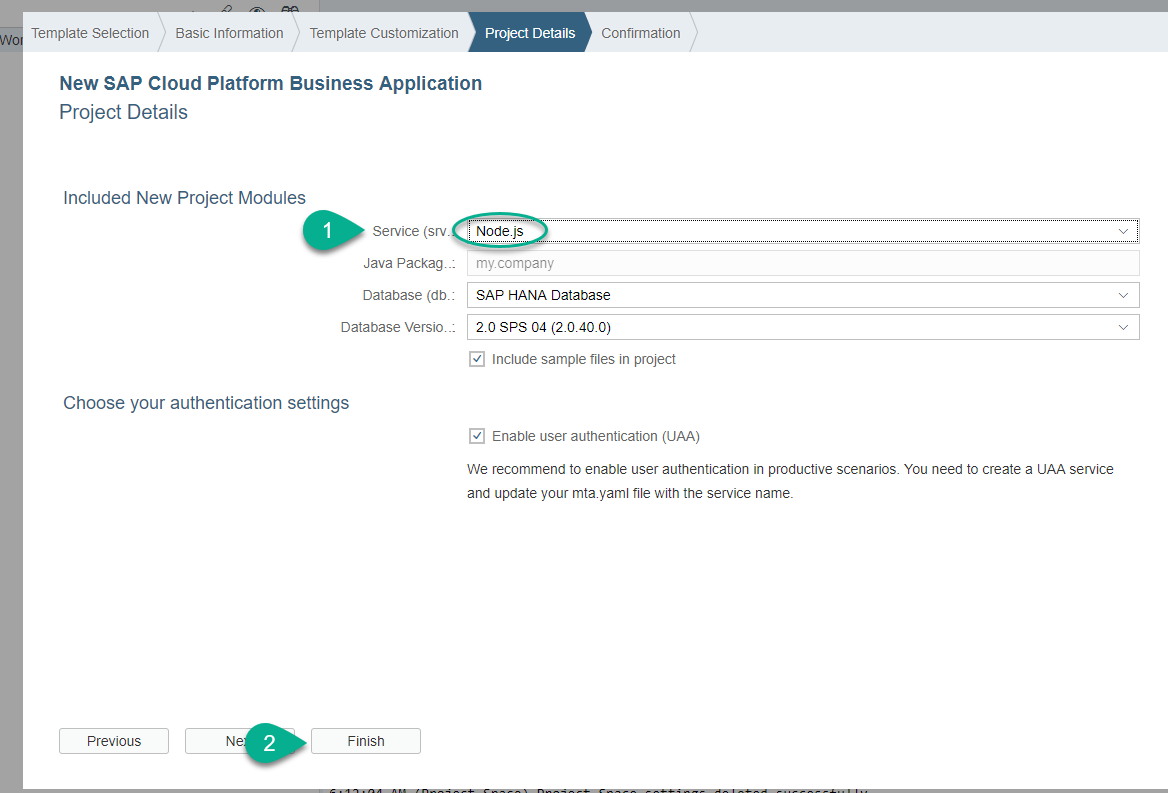 Wor
Template Selection
Basic Information
Template Customization
Project Details
Confirmation
New SAP Cloud Platform Business Application
Project Details
Included New Project Modules
1
Service (srv..
Node.js
Java Packag..:
my.company
Database (db.:
SAP HANA Database
Database Versio..:
2.0 SPS 04 (2.0.40.0)
Include sample files in project
Choose your authentication settings
Enable user authentication (UAA)
We recommend to enable user authentication in productive scenarios. You need to create a UAA service
and update your mta.yaml file with the service name.
Previous
Ne
2
Finish
6:12:04 AM (Project Space) Project Space settings deleted successfully